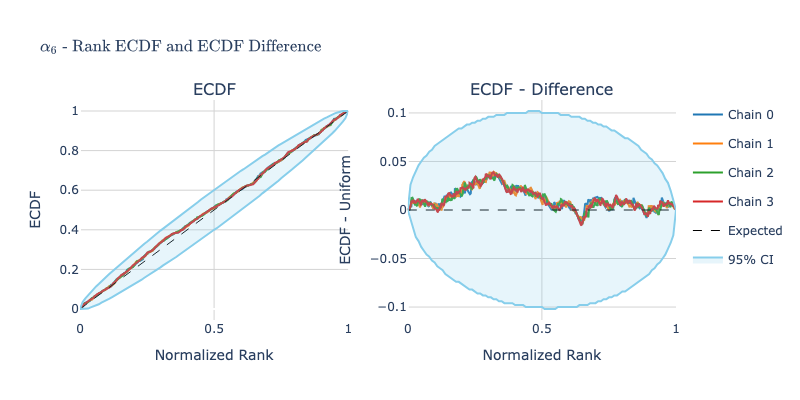 α₆ - Rank ECDF and ECDF Difference
ECDF
ECDF
1
0.8
0.6
0.4
0.2
0
0
0.5
1
Normalized Rank
ECDF - Difference
ECDF - Uniform
0.1
0.05
0
−0.05
−0.1
0
0.5
1
Normalized Rank
Chain 0
Chain 1
Chain 2
Chain 3
Expected
95% CI